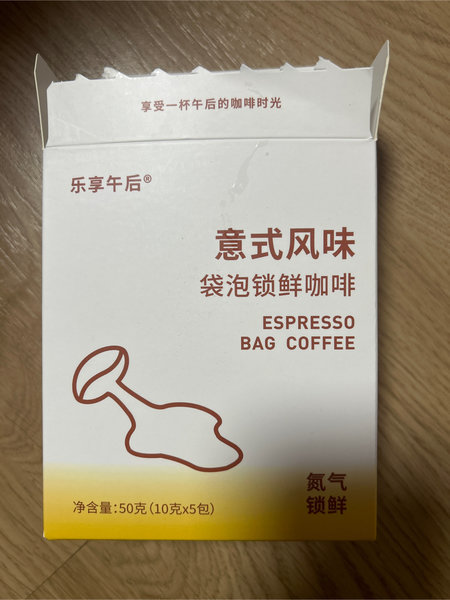 享受一杯午后的咖啡时光
乐享午后®
意式风味
袋泡锁鲜咖啡
ESPRESSO
BAG COFFEE
氮气
锁鲜
净含量:50克(10克x5包)